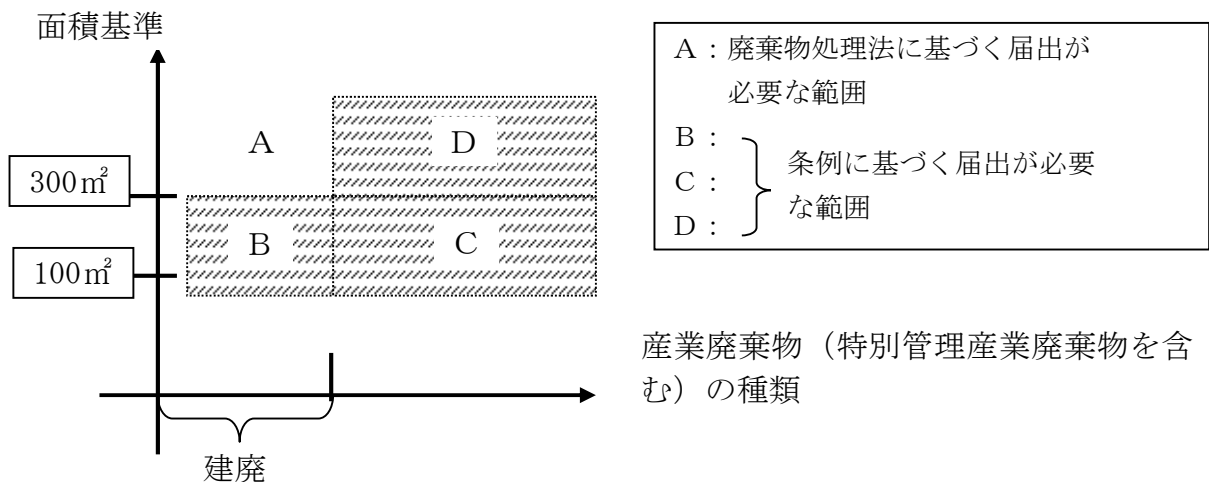 面積基準
300㎡
100㎡
A
D
B
C
建廃
A：廃棄物処理法に基づく届出が
必要な範囲
B：
C：
D：
条例に基づく届出が必要
な範囲
産業廃棄物（特別管理産業廃棄物を含
む）の種類